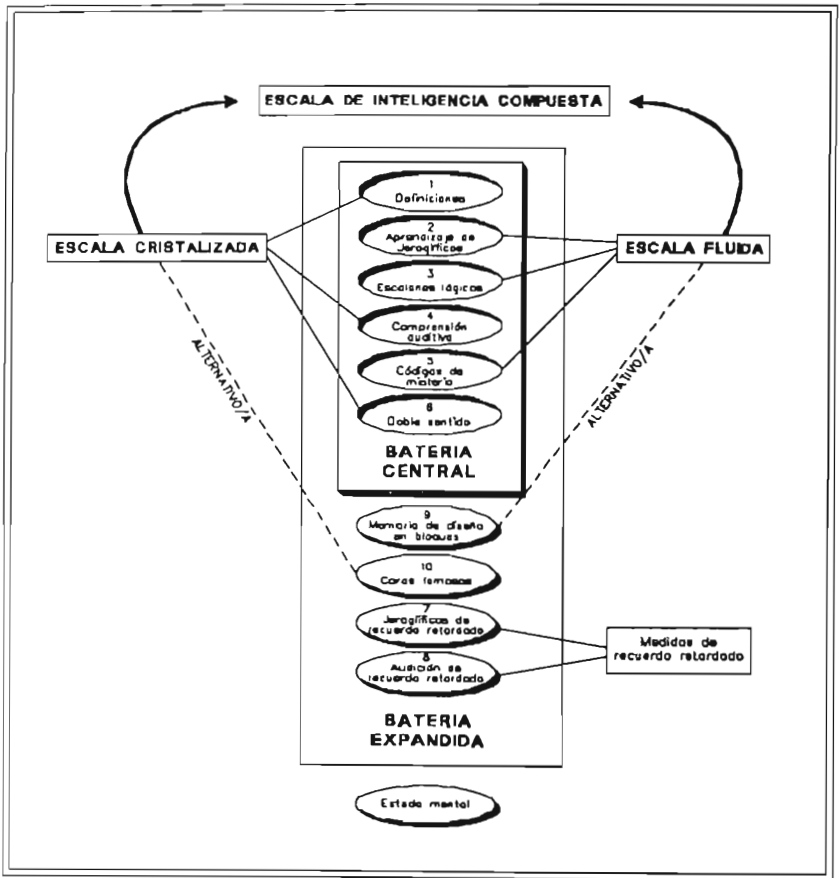 ESCALA DE INTELIGENCIA COMPUESTA
1
Definiciones
2
Aprendizaje de
Jeroglíficos
ESCALA CRISTALIZADA
ESCALA FLUIDA
3
Escalones lógicos
4
Comprensión
auditiva
5
Códigos de
misterio
6
Doble sentido
BATERIA
CENTRAL
ALTERNATIVO/A
ALTERNATIVO/A
9
Memoria de diseño
en bloques
10
Caras famosas
7
Jeroglíficos de
recuerdo retardado
8
Audición de
recuerdo retardado
Medidas de
recuerdo retardado
BATERIA
EXPANDIDA
Estado mental